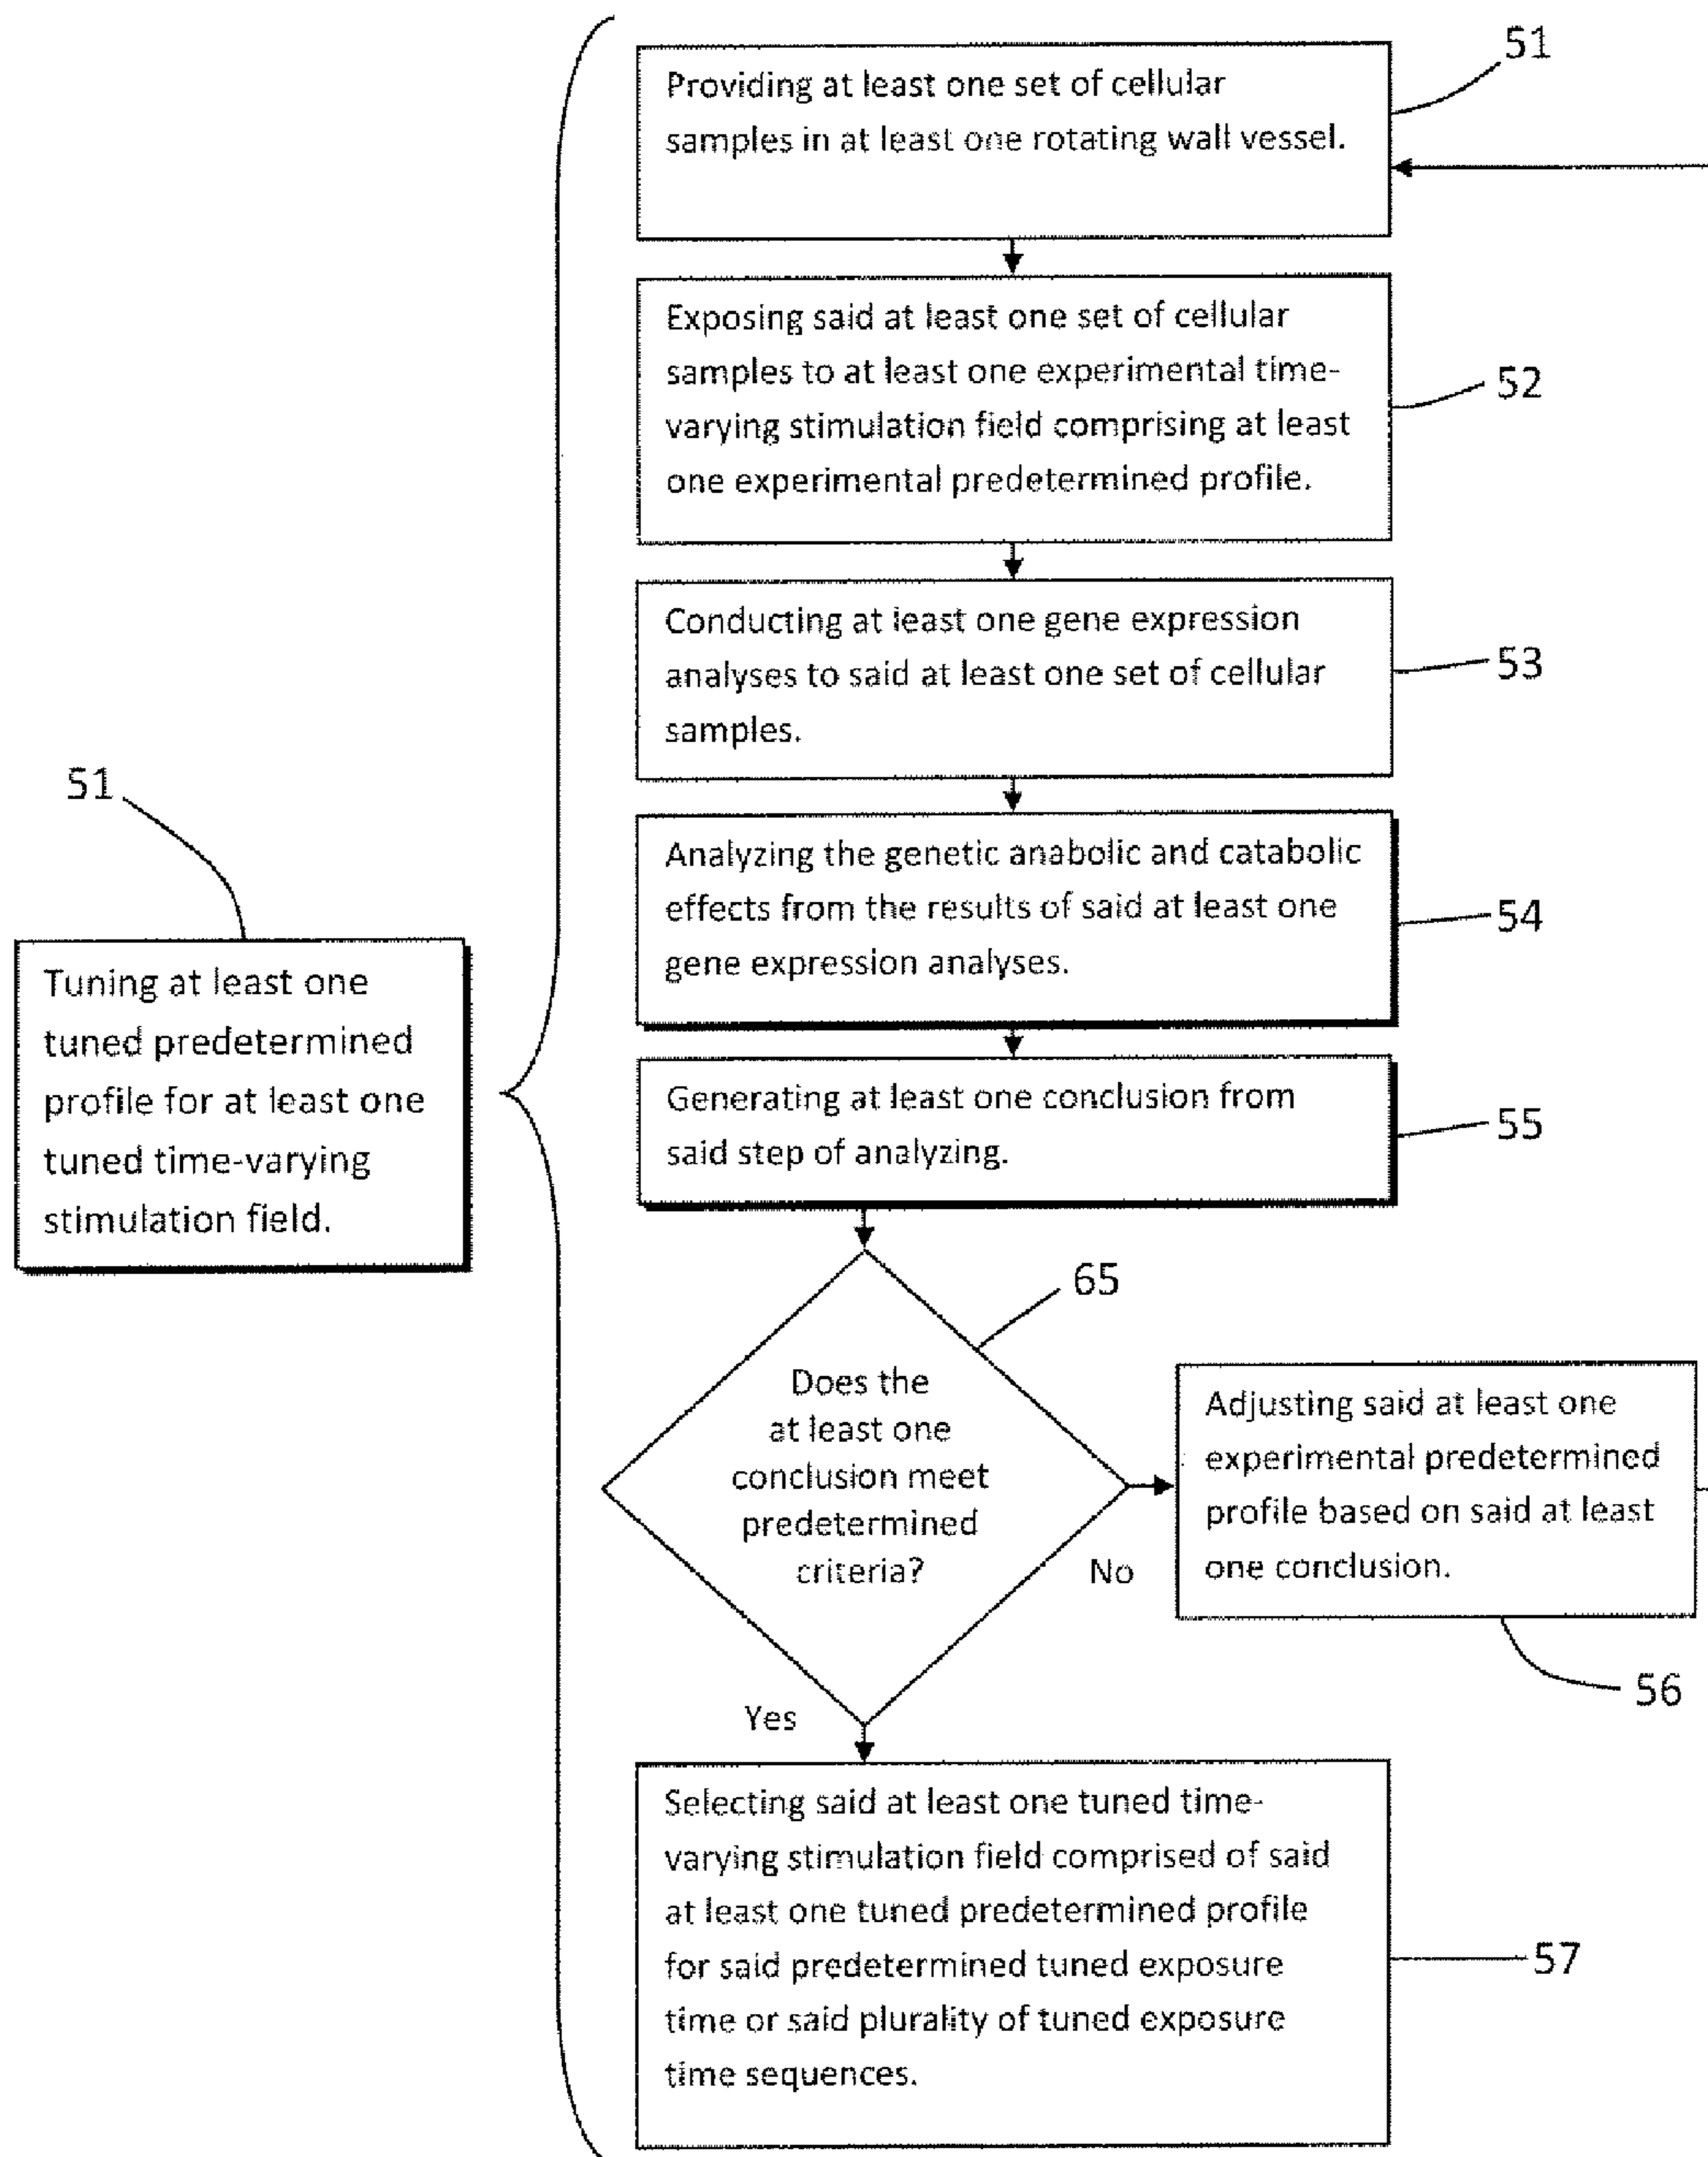 51
Tuning at least one
tuned predetermined
profile for at least one
tuned time-varying
stimulation field.
51
Providing at least one set of cellular
samples in at least one rotating wall vessel.
52
Exposing said at least one set of cellular
samples to at least one experimental time-
varying stimulation field comprising at least
one experimental predetermined profile.
53
Conducting at least one gene expression
analyses to said at least one set of cellular
samples.
54
Analyzing the genetic anabolic and catabolic
effects from the results of said at least one
gene expression analyses.
55
Generating at least one conclusion from
said step of analyzing.
65
Does the
at least one
conclusion meet
predetermined
criteria?
No
Adjusting said at least one
experimental predetermined
profile based on said at least
one conclusion.
56
Yes
Selecting said at least one tuned time-
varying stimulation field comprised of said
at least one tuned predetermined profile
for said predetermined tuned exposure
time or said plurality of tuned exposure
time sequences.
57